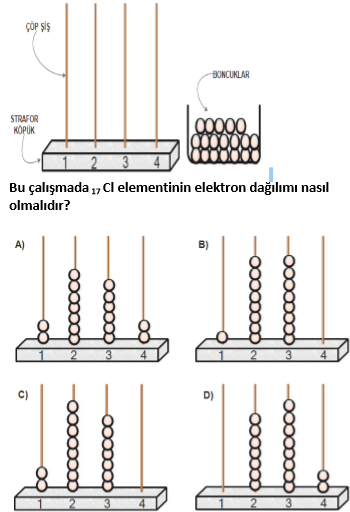 ÇÖP ŞİŞ
BONCUKLAR
STRAFOR
KÖPÜK
1 2 3 4
Bu çalışmada 17 Cl elementinin elektron dağılımı nasıl
olmalıdır?
A)
1 2 3 4
B)
1 2 3 4
C)
1 2 3 4
D)
1 2 3 4